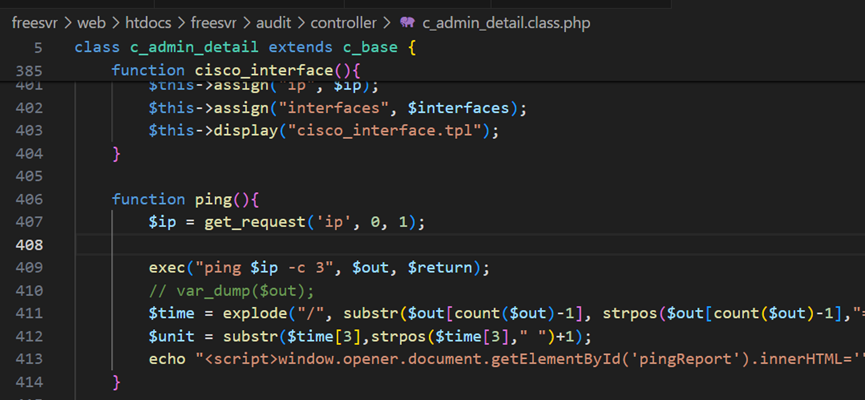 freesvr > web > htdocs > freesvr > audit > controller > c_admin_detail.class.php
5 class c_admin_detail extends c_base {
385 function cisco_interface(){
401 $this->assign("ip", $ip);
402 $this->assign("interfaces", $interfaces);
403 $this->display("cisco_interface.tpl");
404 }
405
406 function ping(){
407 $ip = get_request('ip', 0, 1);
408
409 exec("ping $ip -c 3", $out, $return);
410 // var_dump($out);
411 $time = explode("/", substr($out[count($out)-1], strpos($out[count($out)-1],"=
412 $unit = substr($time[3],strpos($time[3]," ")+1);
413 echo "<script>window.opener.document.getElementById('pingReport').innerHTML=''
414 }